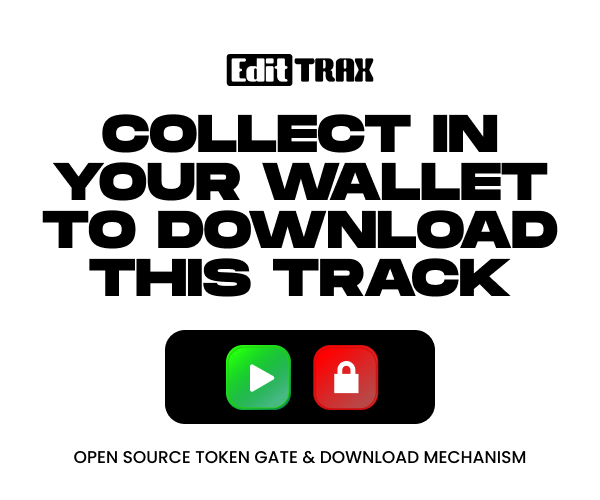 Edit TRAX
COLLECT IN
YOUR WALLET
TO DOWNLOAD
THIS TRACK
OPEN SOURCE TOKEN GATE & DOWNLOAD MECHANISM